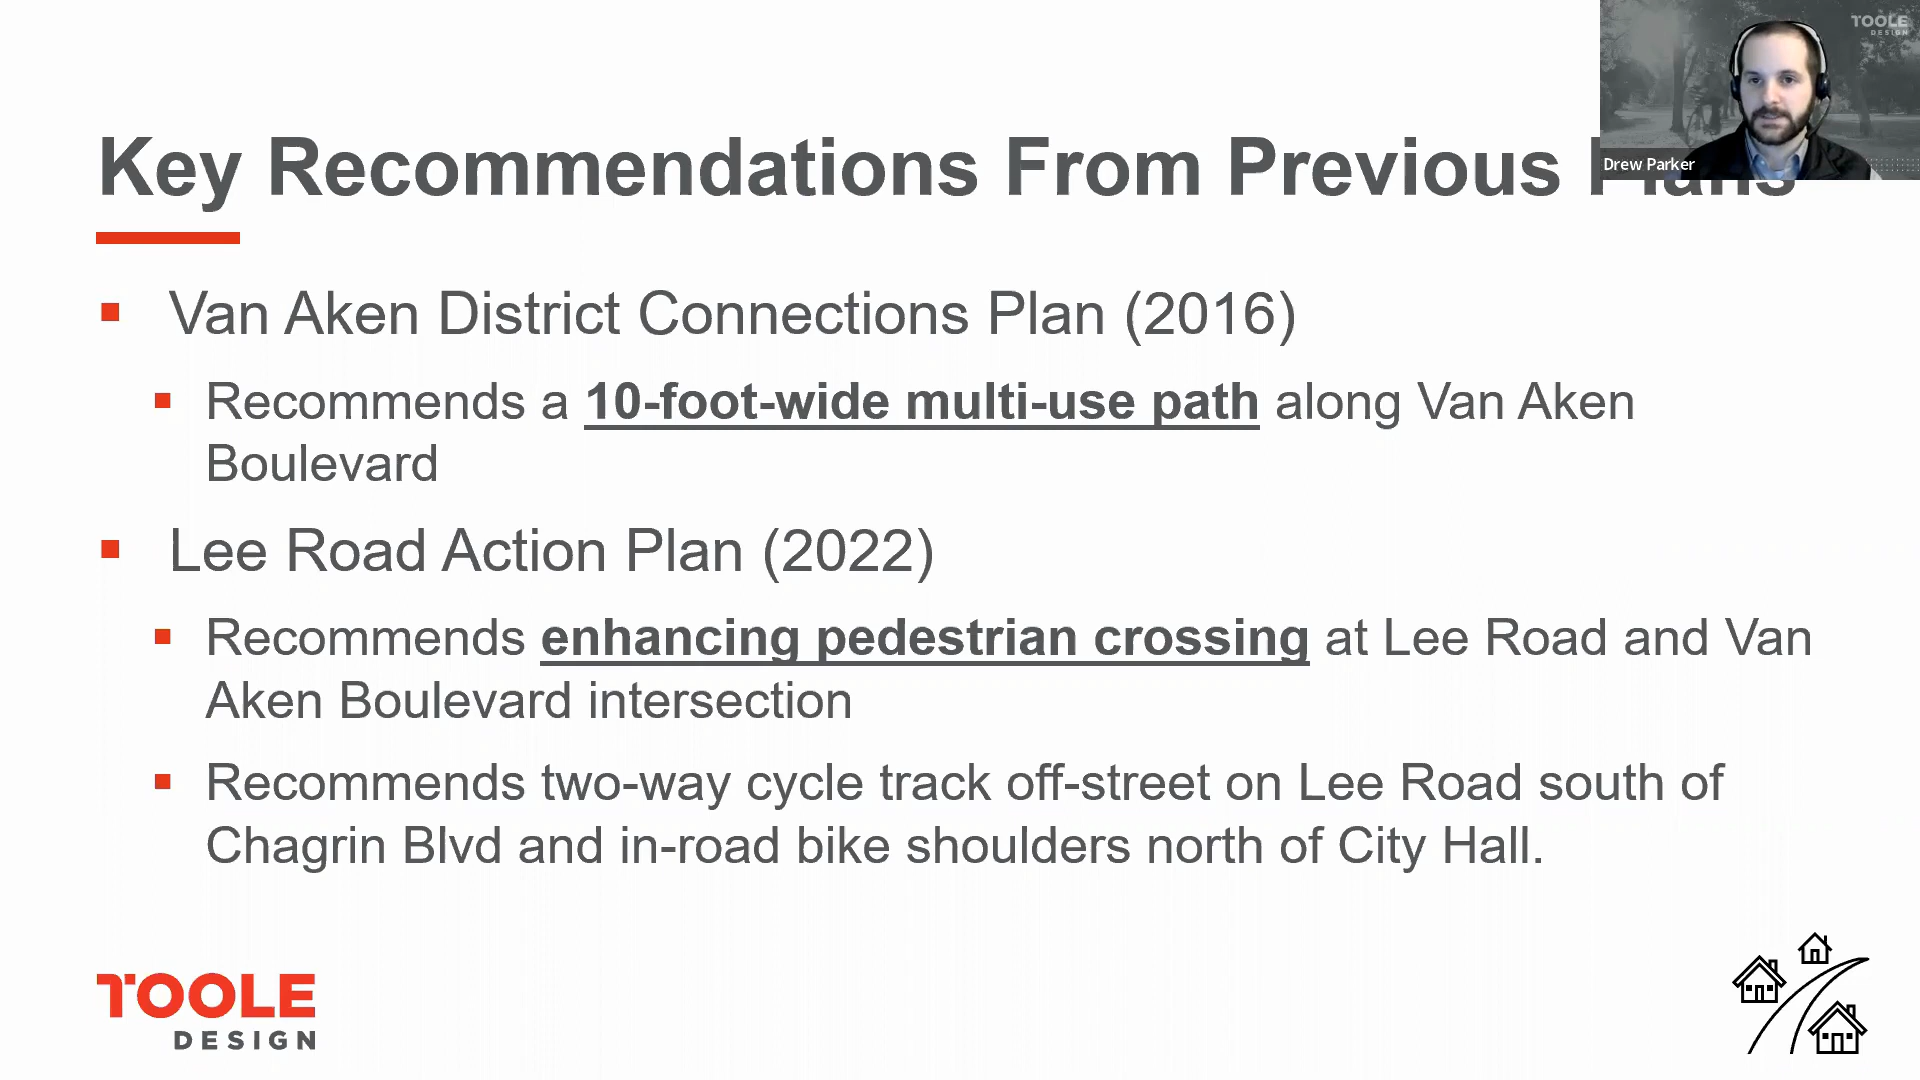 TOOLE
DESIGN
Drew Parker
Key Recommendations From Previous Plans
Van Aken District Connections Plan (2016)
Recommends a 10-foot-wide multi-use path along Van Aken
Boulevard
Lee Road Action Plan (2022)
Recommends enhancing pedestrian crossing at Lee Road and Van
Aken Boulevard intersection
Recommends two-way cycle track off-street on Lee Road south of
Chagrin Blvd and in-road bike shoulders north of City Hall.
TOOLE
DESIGN